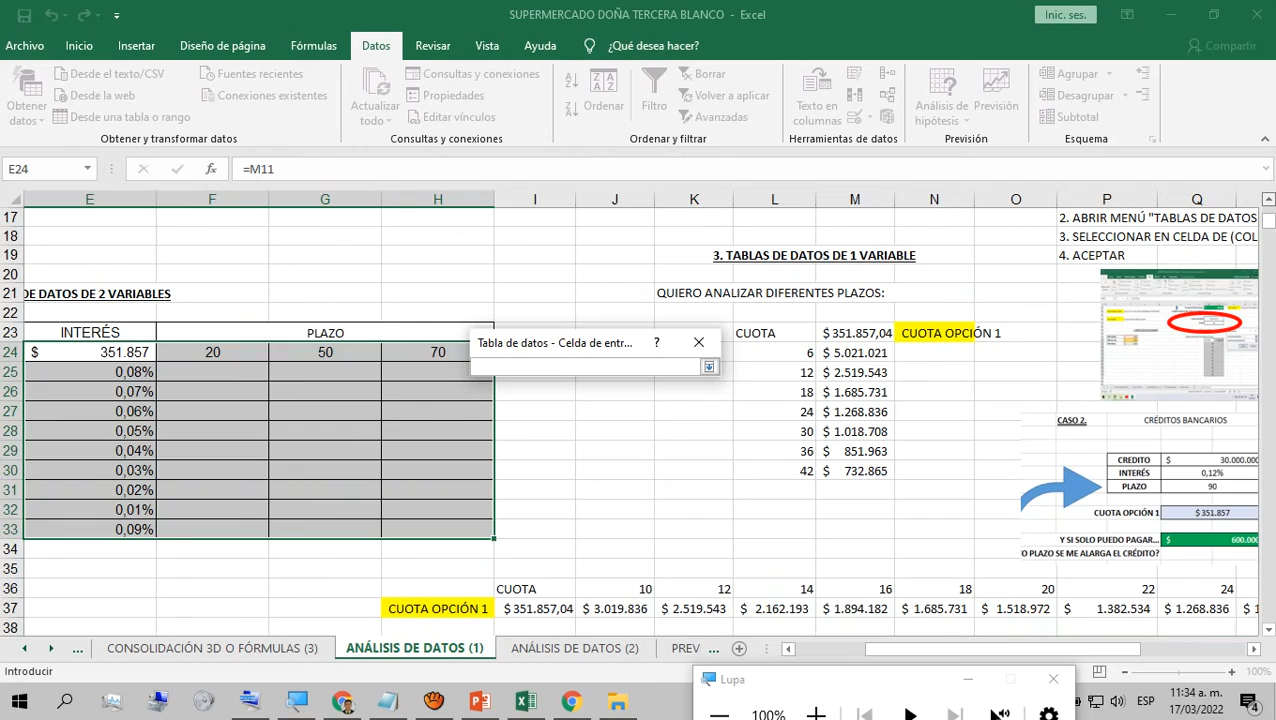 SUPERMERCADO DOÑA TERCERA BLANCO - Excel
Inic. ses.
Archivo Inicio Insertar Diseño de página Fórmulas Datos Revisar Vista Ayuda ¿Qué desea hacer? Compartir
Obtener datos
Desde el texto/CSV
Desde la web
Desde una tabla o rango
Fuentes recientes
Conexiones existentes
Obtener y transformar datos
Actualizar todo
Consultas y conexiones
Propiedades
Editar vínculos
Consultas y conexiones
Ordenar
Filtro
Borrar
Volver a aplicar
Avanzadas
Ordenar y filtrar
Texto en columnas
Herramientas de datos
Análisis de hipótesis
Previsión
Previsión
Agrupar
Desagrupar
Subtotal
Esquema
E24 fx =M11
E F G H I J K L M N O P Q
17 2. ABRIR MENÚ "TABLAS DE DATOS
18 3. SELECCIONAR EN CELDA DE (COL
19 3. TABLAS DE DATOS DE 1 VARIABLE 4. ACEPTAR
20
21 DE DATOS DE 2 VARIABLES QUIERO ANALIZAR DIFERENTES PLAZOS:
22
23 INTERÉS PLAZO CUOTA $ 351.857,04 CUOTA OPCIÓN 1
24 $ 351.857 20 50 70 6 $ 5.021.021
25 0,08% 12 $ 2.519.543
26 0,07% 18 $ 1.685.731
27 0,06% 24 $ 1.268.836
28 0,05% 30 $ 1.018.708
29 0,04% 36 $ 851.963
30 0,03% 42 $ 732.865
31 0,02%
32 0,01%
33 0,09%
34
35
36 CUOTA 10 12 14 16 18 20 22 24
37 CUOTA OPCIÓN 1 $ 351.857,04 $ 3.019.836 $ 2.519.543 $ 2.162.193 $ 1.894.182 $ 1.685.731 $ 1.518.972 $ 1.382.534 $ 1.268.836 $ 1
38
Tabla de datos - Celda de entr... ?
CASO 2. CRÉDITOS BANCARIOS
CREDITO $ 30.000.000
INTERÉS 0,12%
PLAZO 90
CUOTA OPCIÓN 1 $ 351.857
Y SI SOLO PUEDO PAGAR... $ 600.000
O PLAZO SE ME ALARGA EL CRÉDITO?
... CONSOLIDACIÓN 3D O FÓRMULAS (3) ANÁLISIS DE DATOS (1) ANÁLISIS DE DATOS (2) PREV ...
Introducir 100%
Lupa
100%
ESP
11:34 a. m.
17/03/2022
4